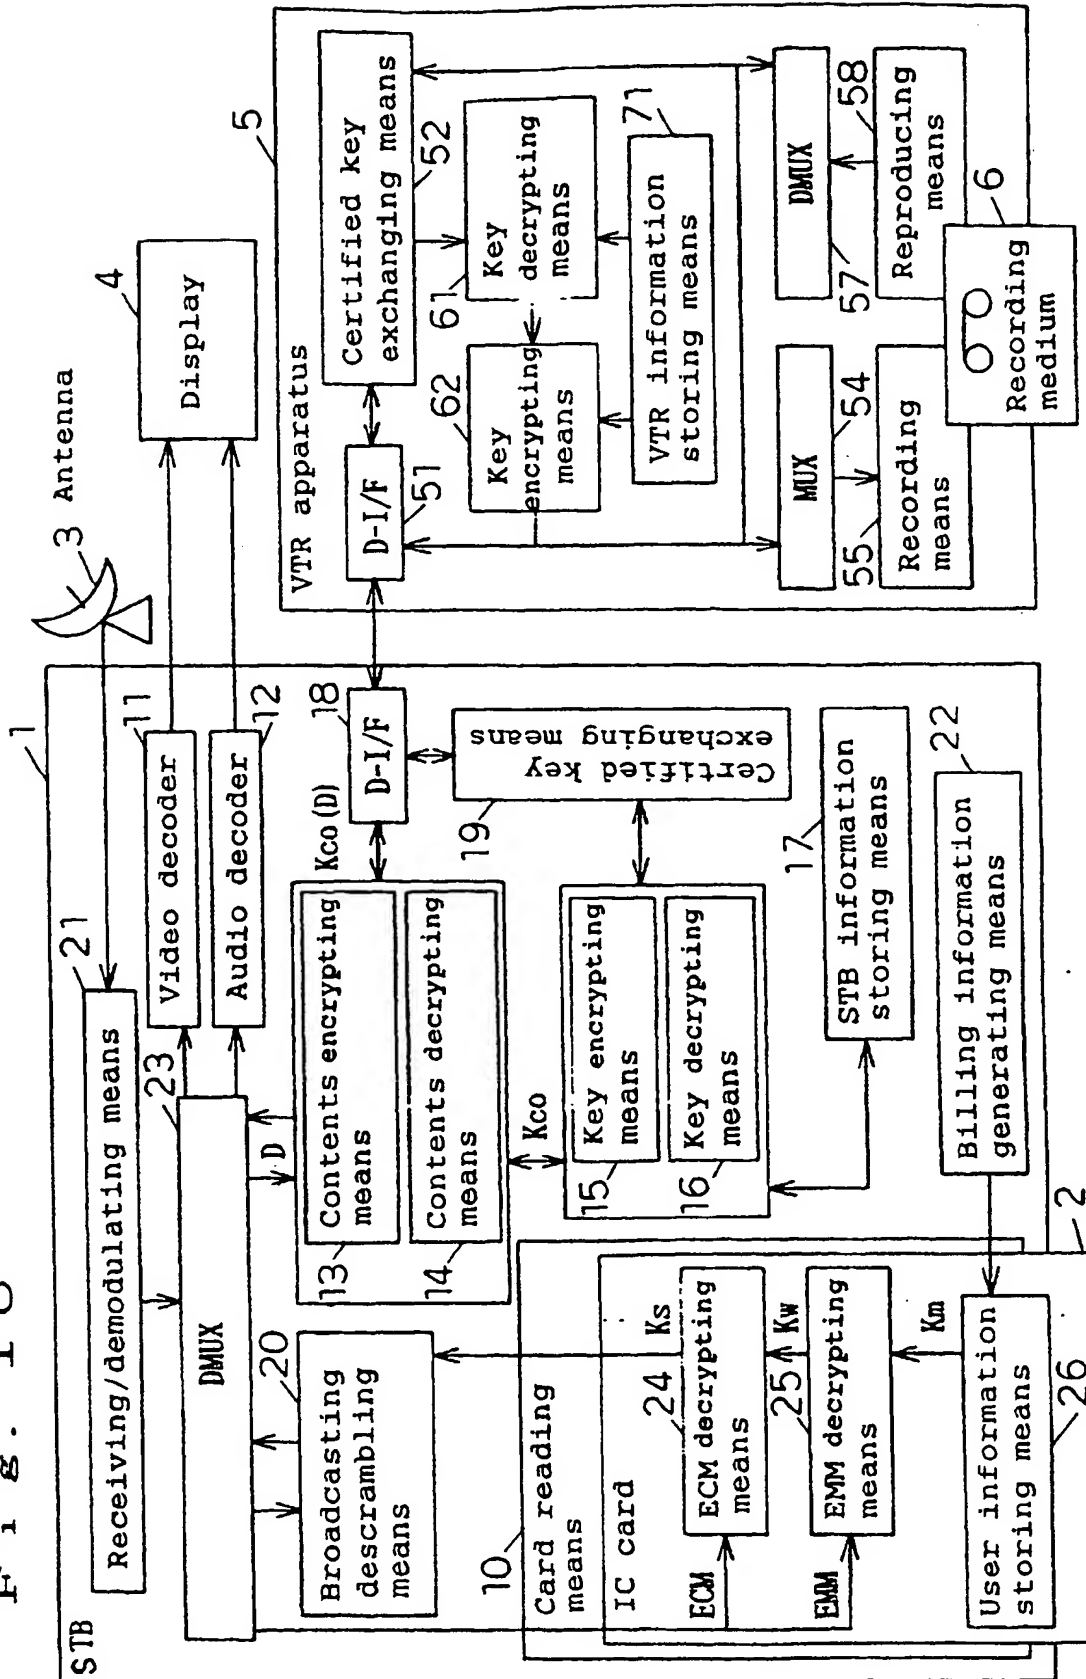 Fig. 10
1
STB
Receiving/demodulating means
21
3
Antenna
DMUX
23
Video decoder
11
Audio decoder
12
4
Display
Broadcasting
descrambling
means
20
D
13
Contents encrypting
means
14
Contents decrypting
means
Kco(D)
18
D-I/F
19
Certified key
exchanging means
Kco
15
Key encrypting
means
16
Key decrypting
means
17
STB information
storing means
22
Billing information
generating means
10
Card reading
means
IC card
2
ECM
24
ECM decrypting
means
Ks
EMM
25
EMM decrypting
means
Kw
Km
User information
storing means
26
5
VTR apparatus
D-I/F
51
Certified key
exchanging means
52
61
Key
decrypting
means
62
Key
encrypting
means
VTR information
storing means
71
MUX
54
55
Recording
means
DMUX
57
58
Reproducing
means
6
Recording
medium